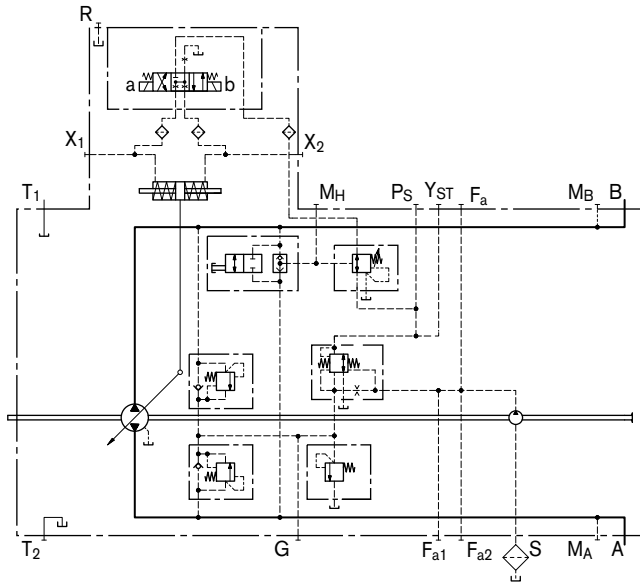 R
a b
X1 X2
T1 MH PS YST Fa MB B
T2 G Fa1 Fa2 S MA A